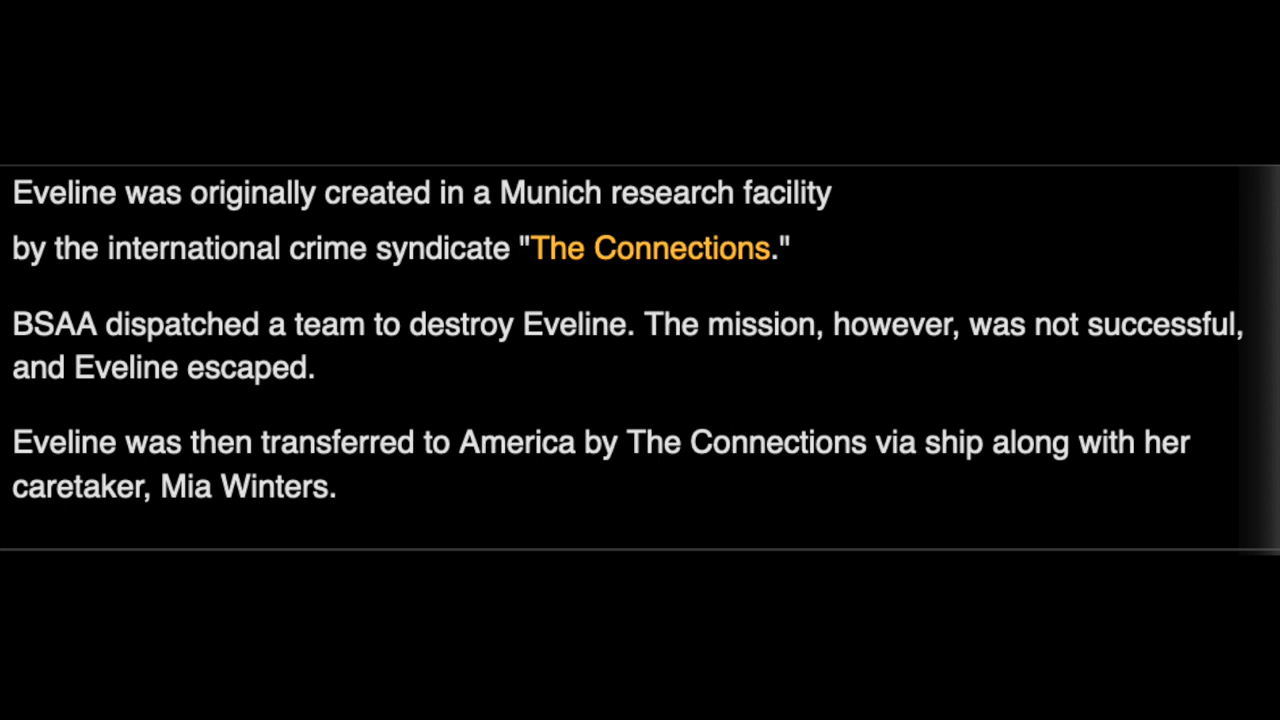 Eveline was originally created in a Munich research facility
by the international crime syndicate "The Connections."
BSAA dispatched a team to destroy Eveline. The mission, however, was not successful,
and Eveline escaped.
Eveline was then transferred to America by The Connections via ship along with her
caretaker, Mia Winters.